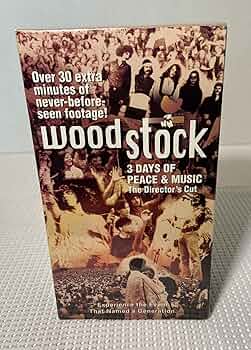 Over 30 extra
minutes of
never-before-
seen footage!
woodstock
3 DAYS OF
PEACE & MUSIC
The Director's Cut
Experience the Event
That Named a Generation